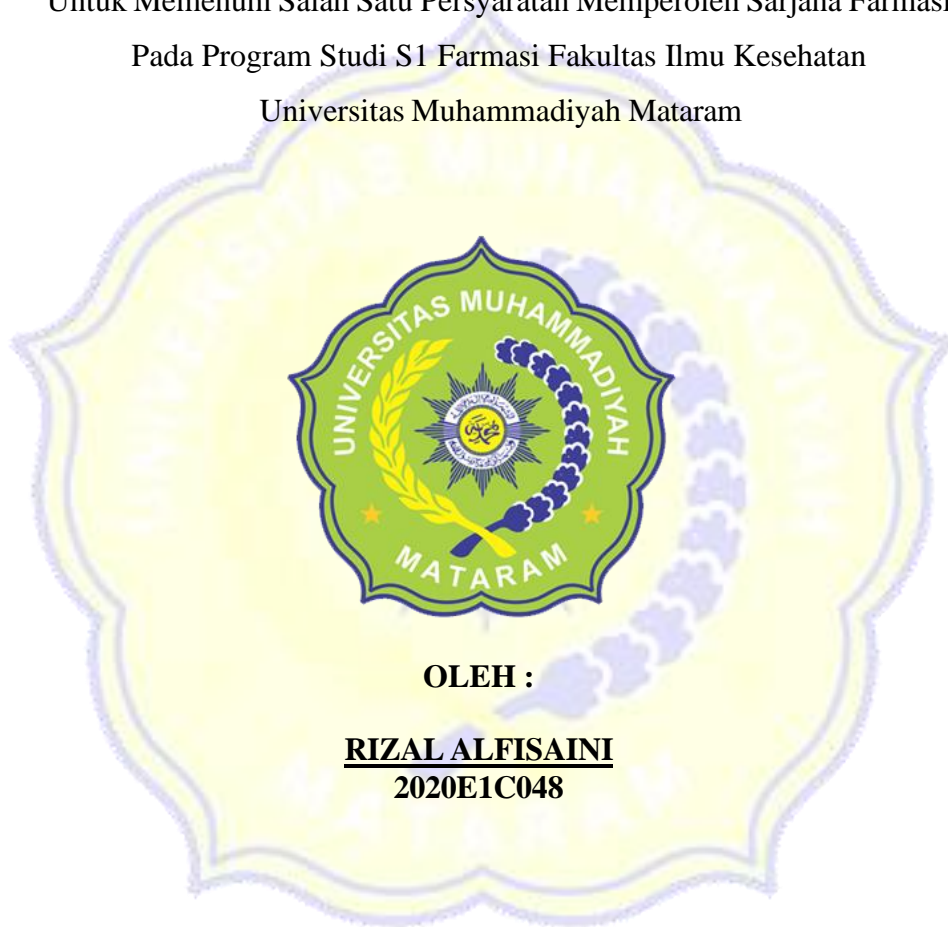 Untuk Memenuhi Salah Satu Persyaratan Memperoleh Sarjana Farmasi
Pada Program Studi S1 Farmasi Fakultas Ilmu Kesehatan
Universitas Muhammadiyah Mataram
UNIVERSITAS MUHAMMADIYAH
MATARAM
OLEH :
RIZAL ALFISAINI
2020E1C048